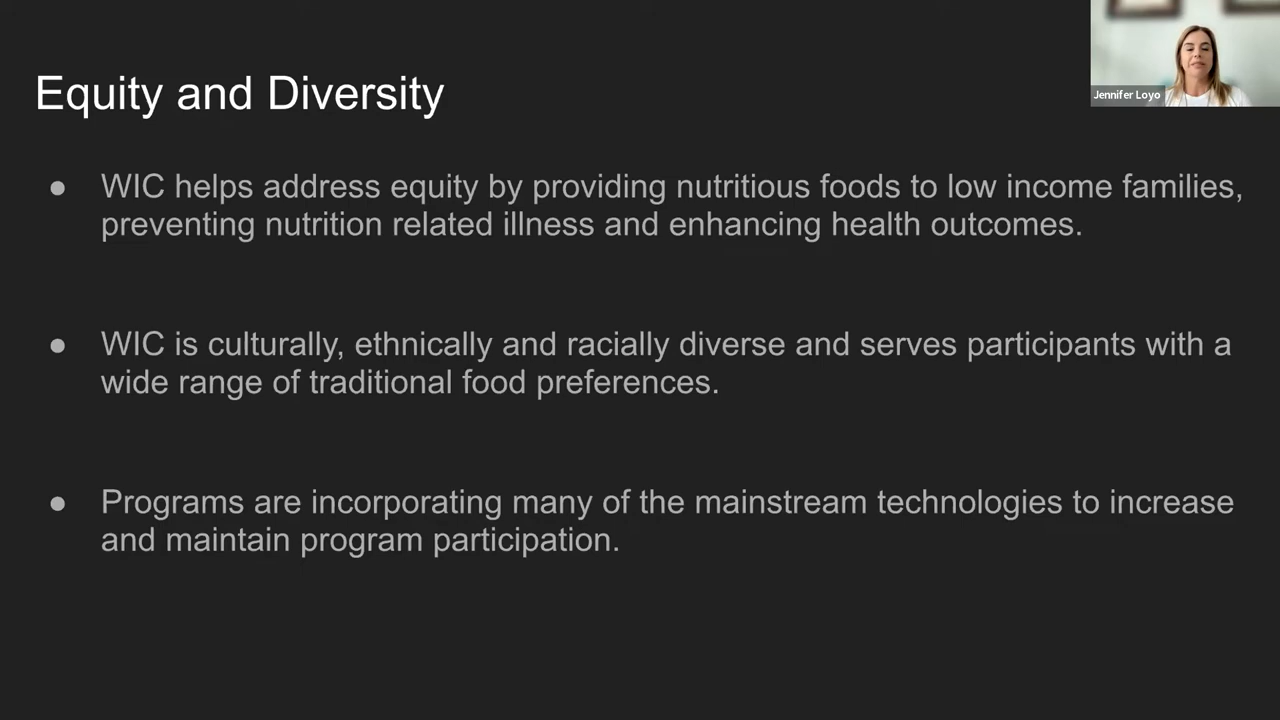 Jennifer Loyo
Equity and Diversity
● WIC helps address equity by providing nutritious foods to low income families,
preventing nutrition related illness and enhancing health outcomes.
● WIC is culturally, ethnically and racially diverse and serves participants with a
wide range of traditional food preferences.
● Programs are incorporating many of the mainstream technologies to increase
and maintain program participation.